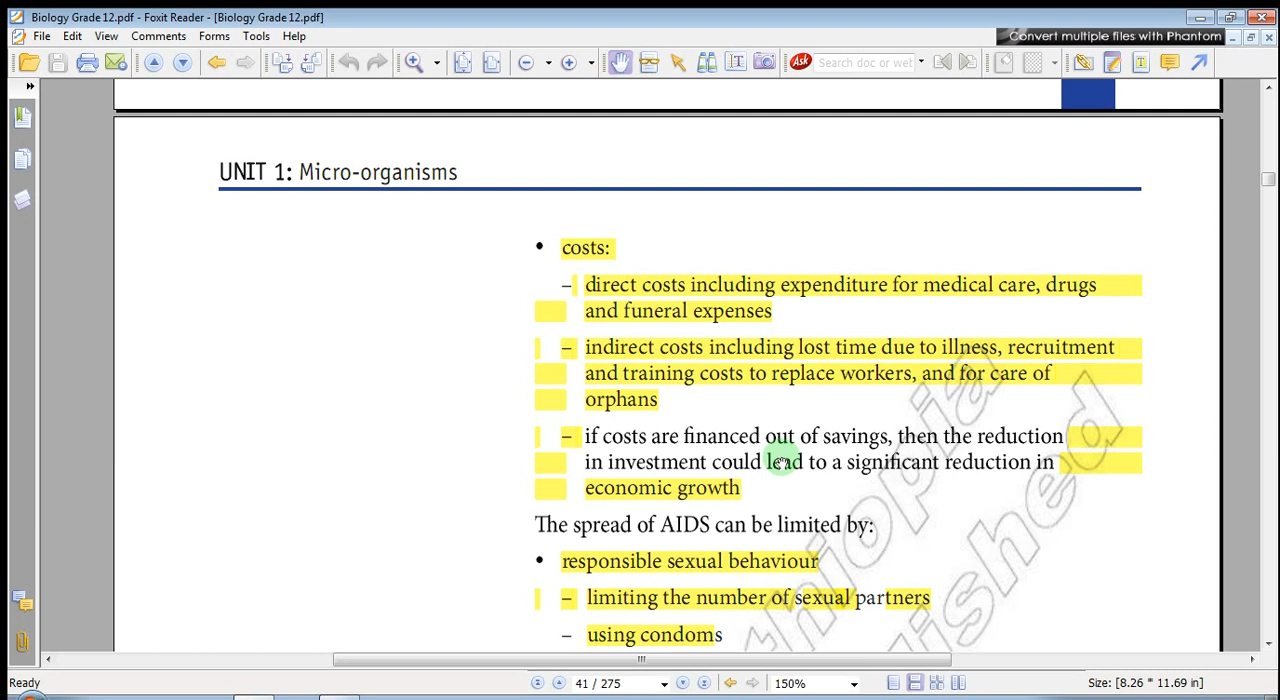 Biology Grade 12.pdf - Foxit Reader - [Biology Grade 12.pdf]
File Edit View Comments Forms Tools Help
Convert multiple files with Phantom
Ask Search doc or web
UNIT 1: Micro-organisms
• costs:
– direct costs including expenditure for medical care, drugs
and funeral expenses
– indirect costs including lost time due to illness, recruitment
and training costs to replace workers, and for care of
orphans
– if costs are financed out of savings, then the reduction
in investment could lead to a significant reduction in
economic growth
The spread of AIDS can be limited by:
• responsible sexual behaviour
– limiting the number of sexual partners
– using condoms
Ready
41 / 275
150%
Size: [8.26 * 11.69 in]